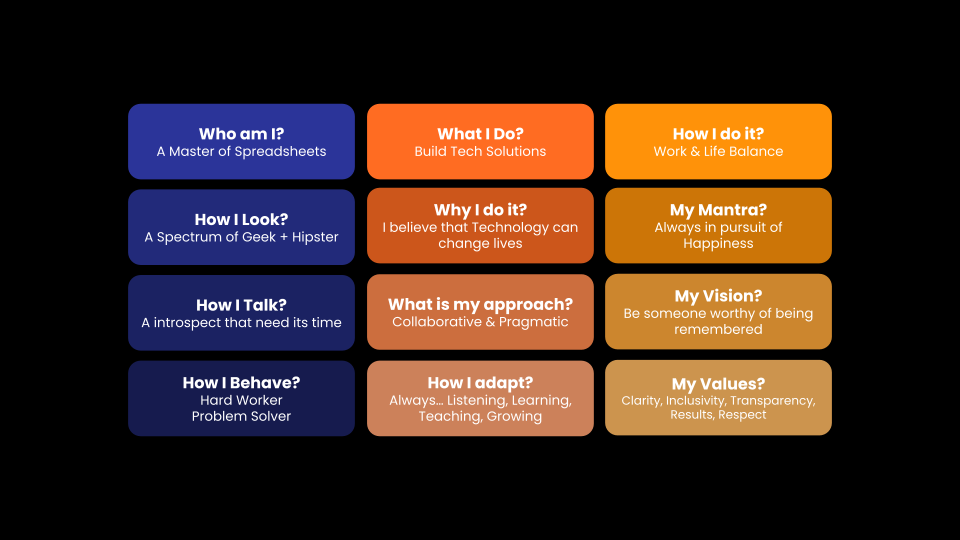 Who am I?
A Master of Spreadsheets
How I Look?
A Spectrum of Geek + Hipster
How I Talk?
A introspect that need its time
How I Behave?
Hard Worker
Problem Solver
What I Do?
Build Tech Solutions
Why I do it?
I believe that Technology can
change lives
What is my approach?
Collaborative & Pragmatic
How I adapt?
Always... Listening, Learning,
Teaching, Growing
How I do it?
Work & Life Balance
My Mantra?
Always in pursuit of
Happiness
My Vision?
Be someone worthy of being
remembered
My Values?
Clarity, Inclusivity, Transparency,
Results, Respect